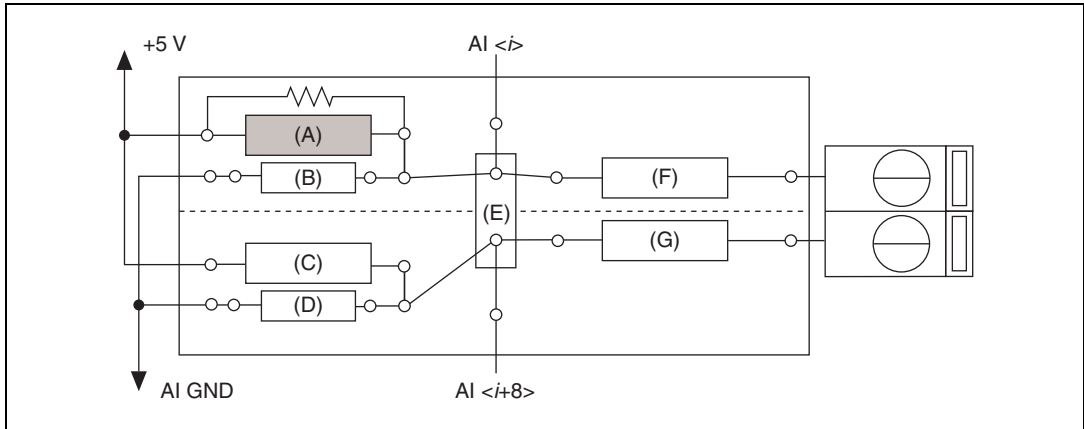 +5 V
AI <i>
(A)
(B)
(F)
(E)
(G)
(C)
(D)
AI GND
AI <i+8>